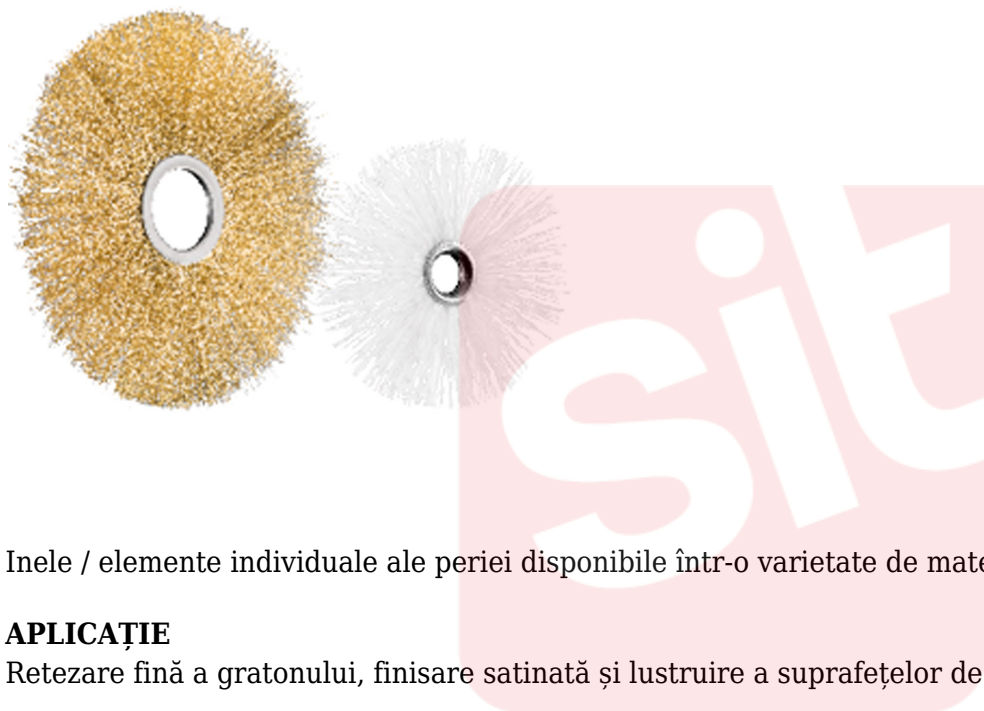 sit
Inele / elemente individuale ale periei disponibile într-o varietate de
APLICAȚIE
Retezare fină a gratonului, finisare satinată și lustruire a suprafețelor de